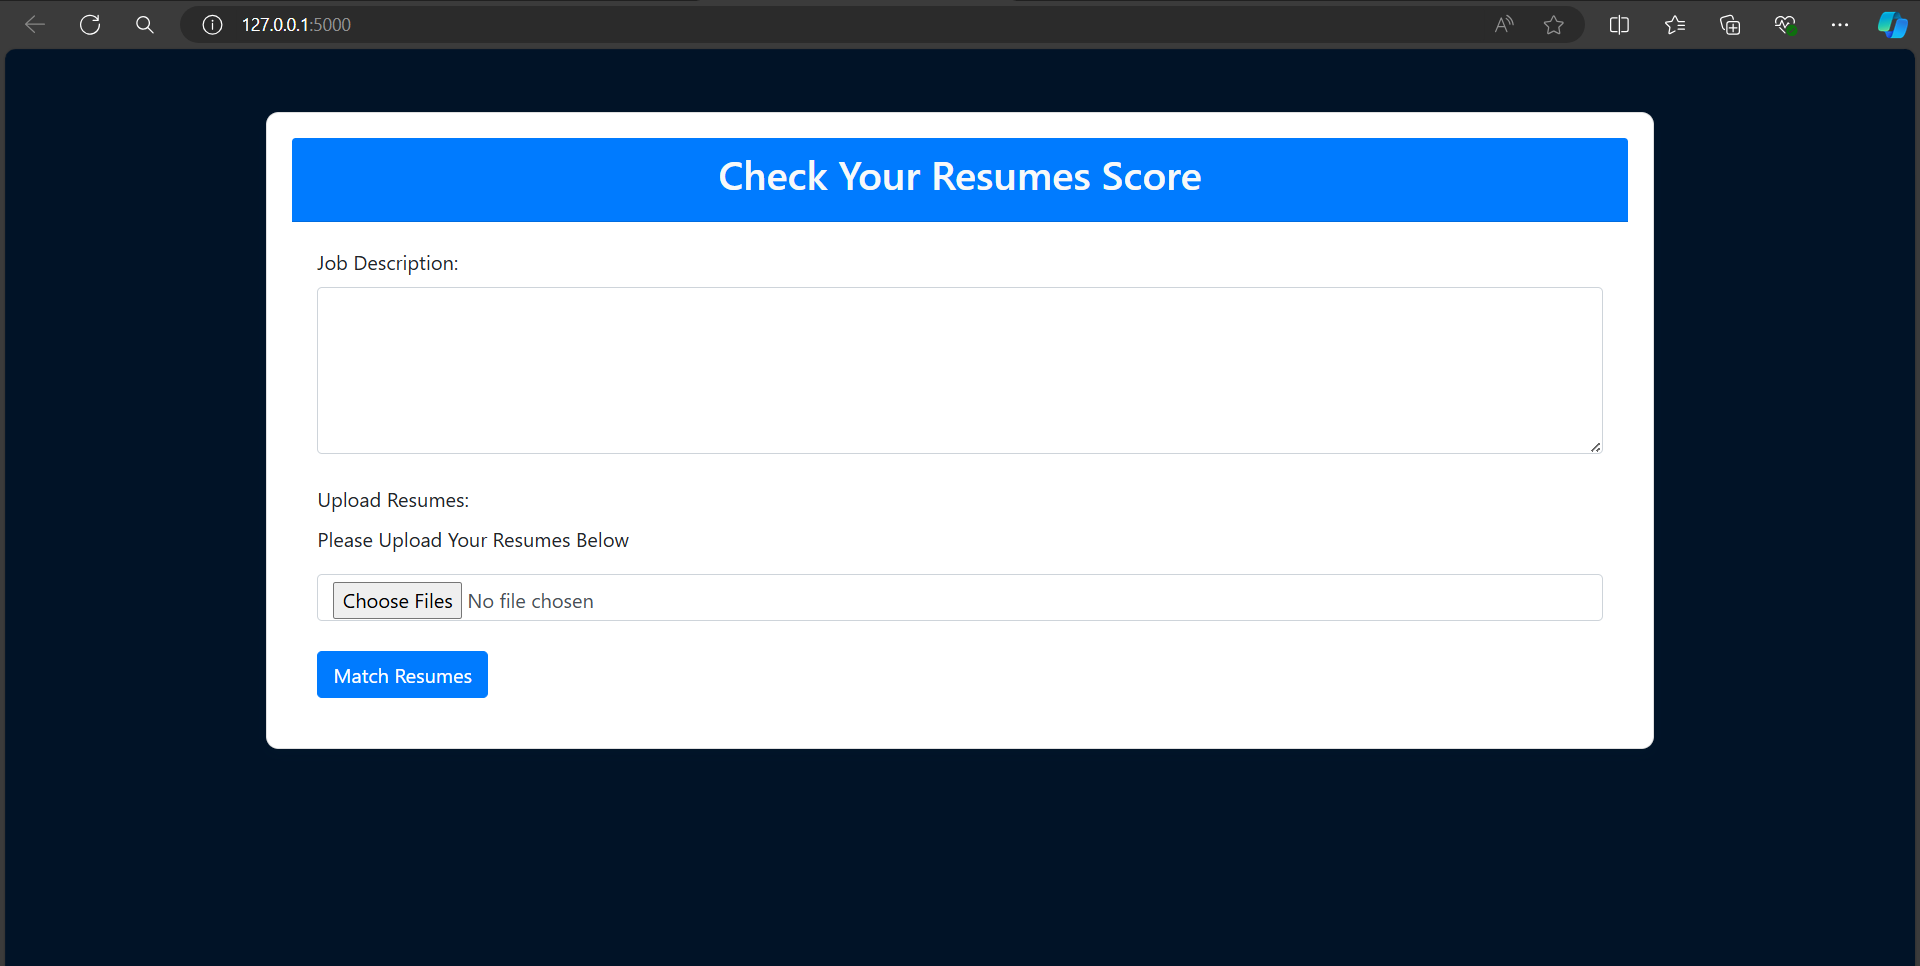 127.0.0.1:5000
Check Your Resumes Score
Job Description:
Upload Resumes:
Please Upload Your Resumes Below
Choose Files No file chosen
Match Resumes